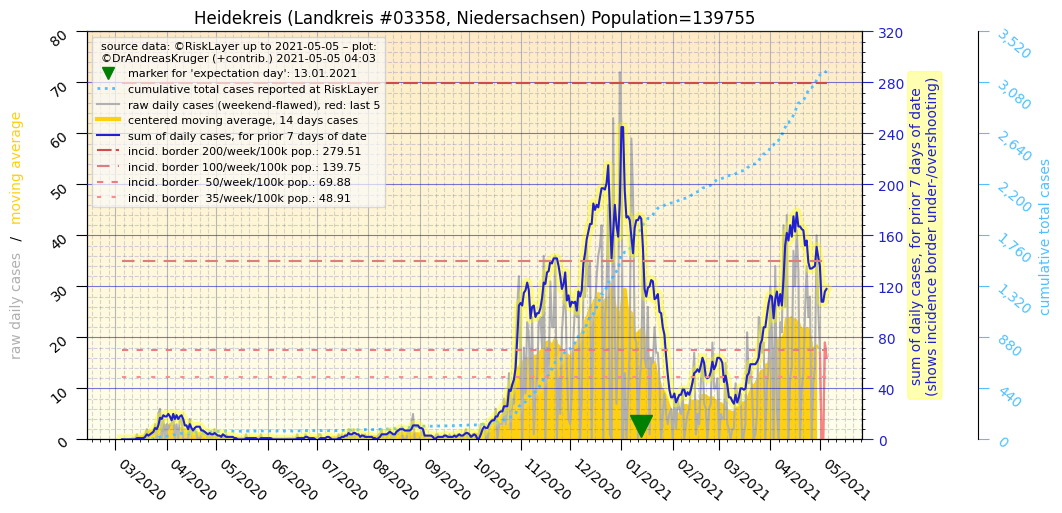 Heidekreis (Landkreis #03358, Niedersachsen) Population=139755
source data: ©RiskLayer up to 2021-05-05 – plot:
©DrAndreasKruger (+contrib.) 2021-05-05 04:03
marker for 'expectation day': 13.01.2021
cumulative total cases reported at RiskLayer
raw daily cases (weekend-flawed), red: last 5
centered moving average, 14 days cases
sum of daily cases, for prior 7 days of date
incid. border 200/week/100k pop.: 279.51
incid. border 100/week/100k pop.: 139.75
incid. border  50/week/100k pop.: 69.88
incid. border  35/week/100k pop.: 48.91
raw daily cases   /   moving average
80
70
60
50
40
30
20
10
0
03/2020
04/2020
05/2020
06/2020
07/2020
08/2020
09/2020
10/2020
11/2020
12/2020
01/2021
02/2021
03/2021
04/2021
05/2021
320
280
240
200
160
120
80
40
0
sum of daily cases, for prior 7 days of date
(shows incidence border under-/overshooting)
3,520
3,080
2,640
2,200
1,760
1,320
880
440
0
cumulative total cases